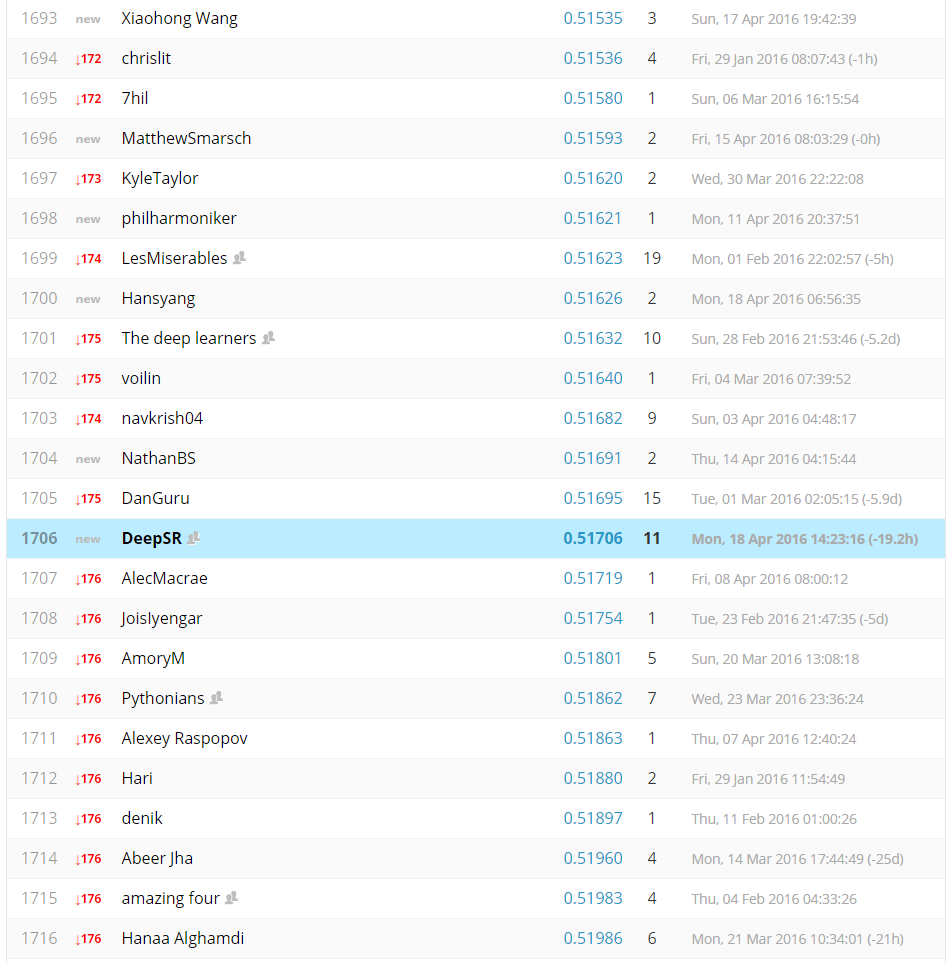 1693 new Xiaohong Wang 0.51535 3 Sun, 17 Apr 2016 19:42:39
1694 ↓172 chrislit 0.51536 4 Fri, 29 Jan 2016 08:07:43 (-1h)
1695 ↓172 7hil 0.51580 1 Sun, 06 Mar 2016 16:15:54
1696 new MatthewSmarsch 0.51593 2 Fri, 15 Apr 2016 08:03:29 (-0h)
1697 ↓173 KyleTaylor 0.51620 2 Wed, 30 Mar 2016 22:22:08
1698 new philharmoniker 0.51621 1 Mon, 11 Apr 2016 20:37:51
1699 ↓174 LesMiserables 0.51623 19 Mon, 01 Feb 2016 22:02:57 (-5h)
1700 new Hansyang 0.51626 2 Mon, 18 Apr 2016 06:56:35
1701 ↓175 The deep learners 0.51632 10 Sun, 28 Feb 2016 21:53:46 (-5.2d)
1702 ↓175 voilin 0.51640 1 Fri, 04 Mar 2016 07:39:52
1703 ↓174 navkrish04 0.51682 9 Sun, 03 Apr 2016 04:48:17
1704 new NathanBS 0.51691 2 Thu, 14 Apr 2016 04:15:44
1705 ↓175 DanGuru 0.51695 15 Tue, 01 Mar 2016 02:05:15 (-5.9d)
1706 new DeepSR 0.51706 11 Mon, 18 Apr 2016 14:23:16 (-19.2h)
1707 ↓176 AlecMacrae 0.51719 1 Fri, 08 Apr 2016 08:00:12
1708 ↓176 JoisIyengar 0.51754 1 Tue, 23 Feb 2016 21:47:35 (-5d)
1709 ↓176 AmoryM 0.51801 5 Sun, 20 Mar 2016 13:08:18
1710 ↓176 Pythonians 0.51862 7 Wed, 23 Mar 2016 23:36:24
1711 ↓176 Alexey Raspopov 0.51863 1 Thu, 07 Apr 2016 12:40:24
1712 ↓176 Hari 0.51880 2 Fri, 29 Jan 2016 11:54:49
1713 ↓176 denik 0.51897 1 Thu, 11 Feb 2016 01:00:26
1714 ↓176 Abeer Jha 0.51960 4 Mon, 14 Mar 2016 17:44:49 (-25d)
1715 ↓176 amazing four 0.51983 4 Thu, 04 Feb 2016 04:33:26
1716 ↓176 Hanaa Alghamdi 0.51986 6 Mon, 21 Mar 2016 10:34:01 (-21h)